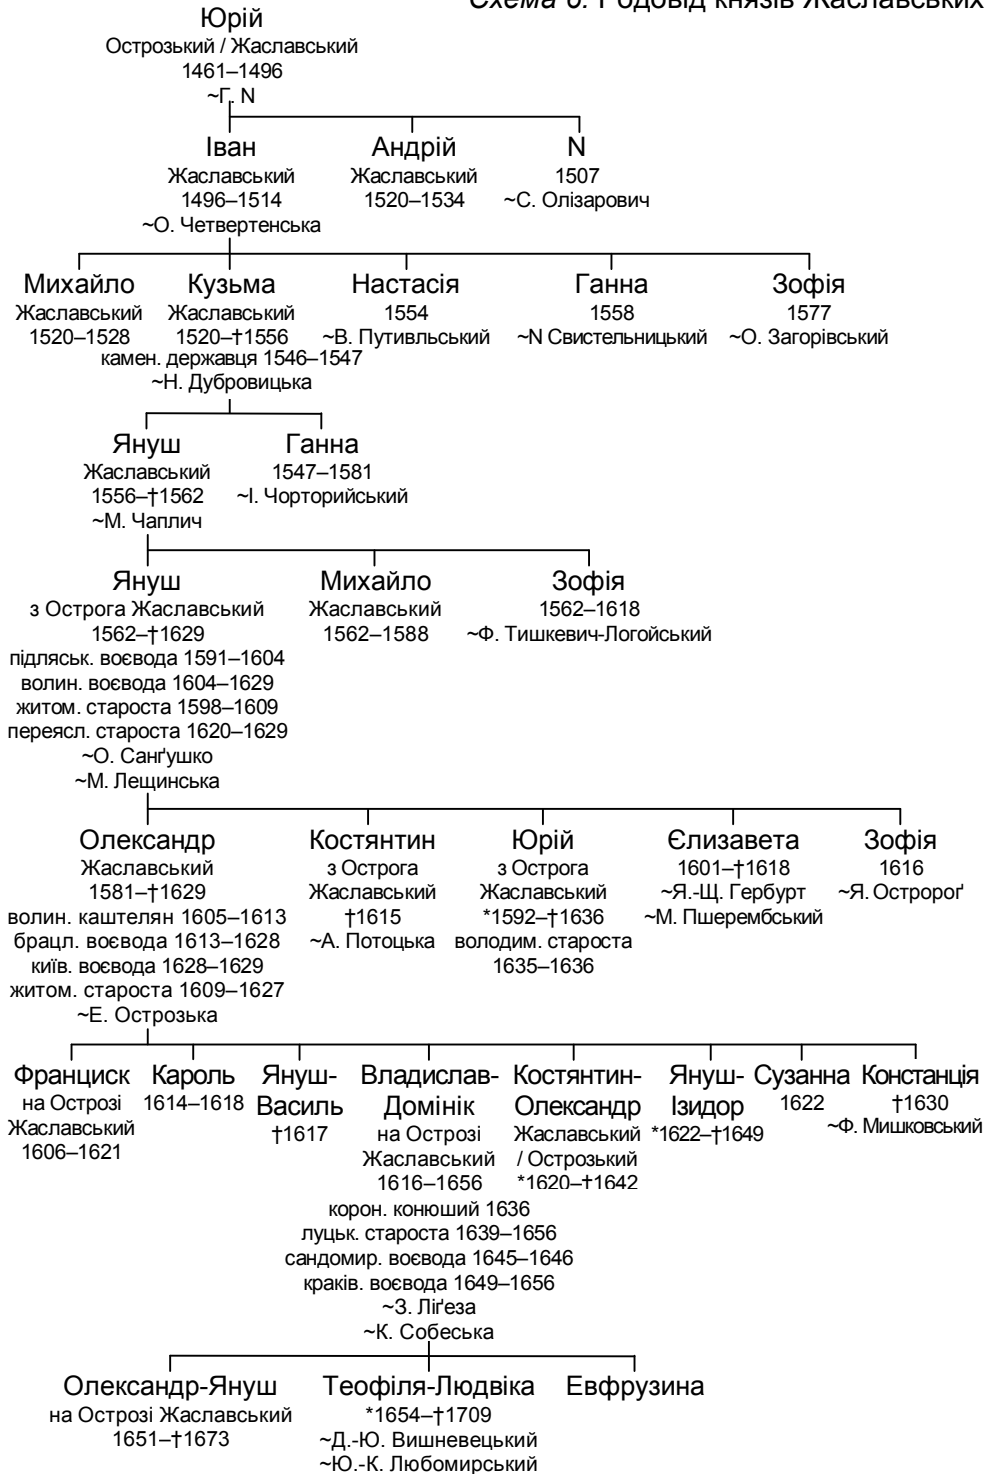 Схема 6. Родовід князів Жаславських
Юрій
Острозький / Жаславський
1461–1496
~Г. N
Іван
Жаславський
1496–1514
~О. Четвертенська
Андрій
Жаславський
1520–1534
N
1507
~С. Олізарович
Михайло
Жаславський
1520–1528
Кузьма
Жаславський
1520–†1556
камен. державця 1546–1547
~Н. Дубровицька
Настасія
1554
~В. Путивльський
Ганна
1558
~N Свистельницький
Зофія
1577
~О. Загорівський
Януш
Жаславський
1556–†1562
~М. Чаплич
Ганна
1547–1581
~І. Чорторийський
Януш
з Острога Жаславський
1562–†1629
підляськ. воєвода 1591–1604
волин. воєвода 1604–1629
житом. староста 1598–1609
переясл. староста 1620–1629
~О. Санґушко
~М. Лещинська
Михайло
Жаславський
1562–1588
Зофія
1562–1618
~Ф. Тишкевич-Логойський
Олександр
Жаславський
1581–†1629
волин. каштелян 1605–1613
брацл. воєвода 1613–1628
київ. воєвода 1628–1629
житом. староста 1609–1627
~Е. Острозька
Костянтин
з Острога
Жаславський
†1615
~А. Потоцька
Юрій
з Острога
Жаславський
*1592–†1636
володим. староста
1635–1636
Єлизавета
1601–†1618
~Я.-Щ. Гербурт
~М. Пшерембський
Зофія
1616
~Я. Остророґ
Франциск
на Острозі
Жаславський
1606–1621
Кароль
1614–1618
Януш-
Василь
†1617
Владислав-
Домінік
на Острозі
Жаславський
1616–1656
корон. конюший 1636
луцьк. староста 1639–1656
сандомир. воєвода 1645–1646
краків. воєвода 1649–1656
~З. Ліґеза
~К. Собеська
Костянтин-
Олександр
Жаславський
/ Острозький
*1620–†1642
Януш-
Ізидор
*1622–†1649
Сузанна
1622
Констанція
†1630
~Ф. Мишковський
Олександр-Януш
на Острозі Жаславський
1651–†1673
Теофіля-Людвіка
*1654–†1709
~Д.-Ю. Вишневецький
~Ю.-К. Любомирський
Евфрузина